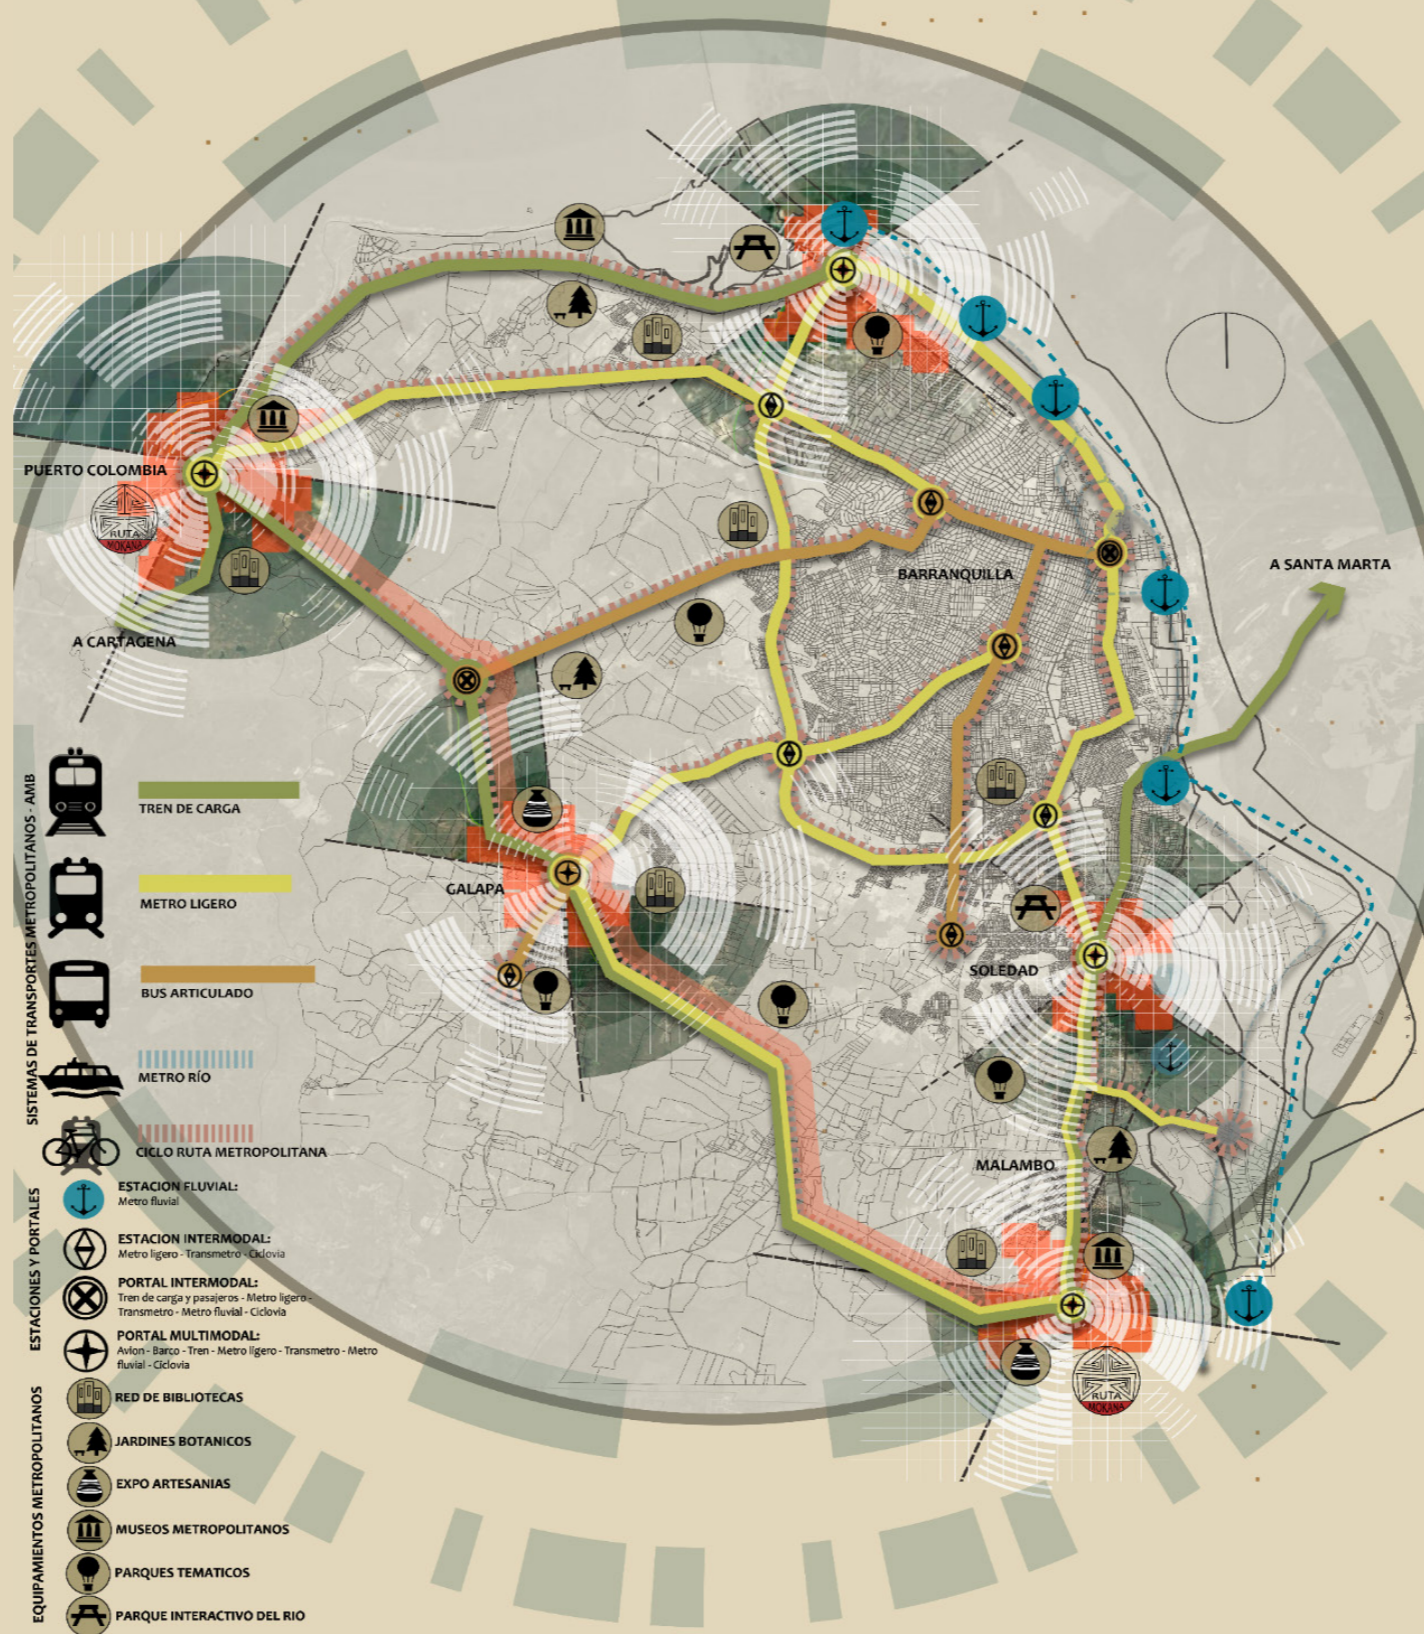 PUERTO COLOMBIA
RUTA
MOKANA
A CARTAGENA
BARRANQUILLA
A SANTA MARTA
GALAPA
SOLEDAD
MALAMBO
RUTA
MOKANA
SISTEMAS DE TRANSPORTES METROPOLITANOS - AMB
TREN DE CARGA
METRO LIGERO
BUS ARTICULADO
METRO RÍO
CICLO RUTA METROPOLITANA
ESTACIONES Y PORTALES
ESTACION FLUVIAL:
Metro fluvial
ESTACION INTERMODAL:
Metro ligero - Transmetro - Ciclovia
PORTAL INTERMODAL:
Tren de carga y pasajeros - Metro ligero -
Transmetro - Metro fluvial - Ciclovia
PORTAL MULTIMODAL:
Avion - Barco - Tren - Metro ligero - Transmetro - Metro
fluvial - Ciclovia
EQUIPAMIENTOS METROPOLITANOS
RED DE BIBLIOTECAS
JARDINES BOTANICOS
EXPO ARTESANIAS
MUSEOS METROPOLITANOS
PARQUES TEMATICOS
PARQUE INTERACTIVO DEL RIO